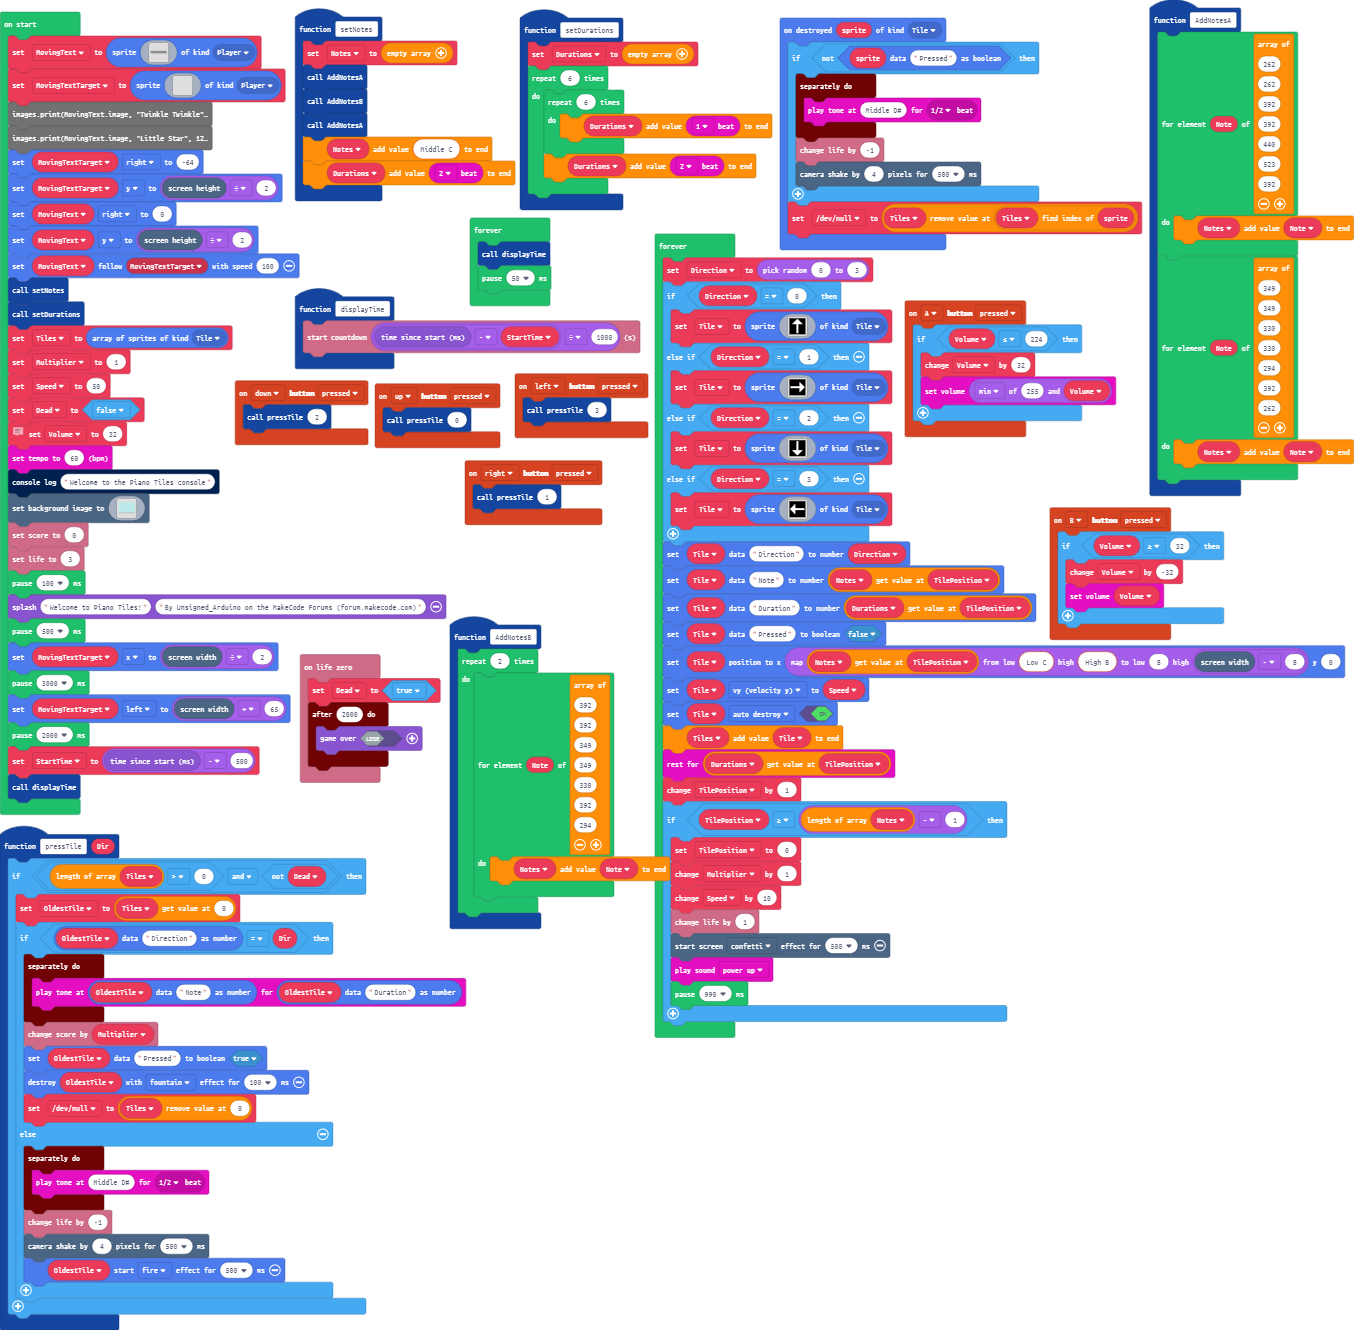 on start
set MovingText to sprite of kind Player
set MovingTextTarget to sprite of kind Player
images.print(MovingText.image, "Twinkle Twinkle"…
images.print(MovingText.image, "Little Star", 12…
set MovingTextTarget right to -64
set MovingTextTarget y to screen height ÷ 2
set MovingText right to 0
set MovingText y to screen height ÷ 2
set MovingText follow MovingTextTarget with speed 100
call setNotes
call setDurations
set Tiles to array of sprites of kind Tile
set Multiplier to 1
set Speed to 50
set Dead to false
set Volume to 32
set tempo to 60 (bpm)
console log "Welcome to the Piano Tiles console"
set background image to
set score to 0
set life to 3
pause 100 ms
splash "Welcome to Piano Tiles!" "By Unsigned_Arduino on the MakeCode Forums (forum.makecode.com)"
pause 500 ms
set MovingTextTarget x to screen width ÷ 2
pause 3000 ms
set MovingTextTarget left to screen width + 65
pause 2000 ms
set StartTime to time since start (ms) - 500
call displayTime
function pressTile Dir
if length of array Tiles > 0 and not Dead then
set OldestTile to Tiles get value at 0
if OldestTile data "Direction" as number = Dir then
separately do
play tone at OldestTile data "Note" as number for OldestTile data "Duration" as number
change score by Multiplier
set OldestTile data "Pressed" to boolean true
destroy OldestTile with fountain effect for 100 ms
set /dev/null to Tiles remove value at 0
else
separately do
play tone at Middle D# for 1/2 beat
change life by -1
camera shake by 4 pixels for 500 ms
OldestTile start fire effect for 500 ms
function setNotes
set Notes to empty array
call AddNotesA
call AddNotesB
call AddNotesA
Notes add value Middle C to end
Durations add value 2 beat to end
function setDurations
set Durations to empty array
repeat 6 times
do
repeat 6 times
do
Durations add value 1 beat to end
Durations add value 2 beat to end
forever
call displayTime
pause 50 ms
function displayTime
start countdown time since start (ms) - StartTime ÷ 1000 (s)
on down button pressed
call pressTile 2
on up button pressed
call pressTile 0
on left button pressed
call pressTile 3
on right button pressed
call pressTile 1
on life zero
set Dead to true
after 2000 do
game over LOSE
function AddNotesB
repeat 2 times
do
for element Note of
array of
392
392
349
349
330
392
294
do
Notes add value Note to end
on destroyed sprite of kind Tile
if not sprite data "Pressed" as boolean then
separately do
play tone at Middle D# for 1/2 beat
change life by -1
camera shake by 4 pixels for 500 ms
set /dev/null to Tiles remove value at Tiles find index of sprite
forever
set Direction to pick random 0 to 3
if Direction = 0 then
set Tile to sprite of kind Tile
else if Direction = 1 then
set Tile to sprite of kind Tile
else if Direction = 2 then
set Tile to sprite of kind Tile
else if Direction = 3 then
set Tile to sprite of kind Tile
set Tile data "Direction" to number Direction
set Tile data "Note" to number Notes get value at TilePosition
set Tile data "Duration" to number Durations get value at TilePosition
set Tile data "Pressed" to boolean false
set Tile position to x map Notes get value at TilePosition from low Low C high High B to low 8 high screen width - 8 y 0
set Tile vy (velocity y) to Speed
set Tile auto destroy ON
Tiles add value Tile to end
rest for Durations get value at TilePosition
change TilePosition by 1
if TilePosition ≥ length of array Notes - 1 then
set TilePosition to 0
change Multiplier by 1
change Speed by 10
change life by 1
start screen confetti effect for 500 ms
play sound power up
pause 990 ms
on A button pressed
if Volume ≤ 224 then
change Volume by 32
set volume min of 255 and Volume
on B button pressed
if Volume ≥ 32 then
change Volume by -32
set volume Volume
function AddNotesA
for element Note of
array of
262
262
392
392
440
523
392
do
Notes add value Note to end
for element Note of
array of
349
349
330
330
294
392
262
do
Notes add value Note to end